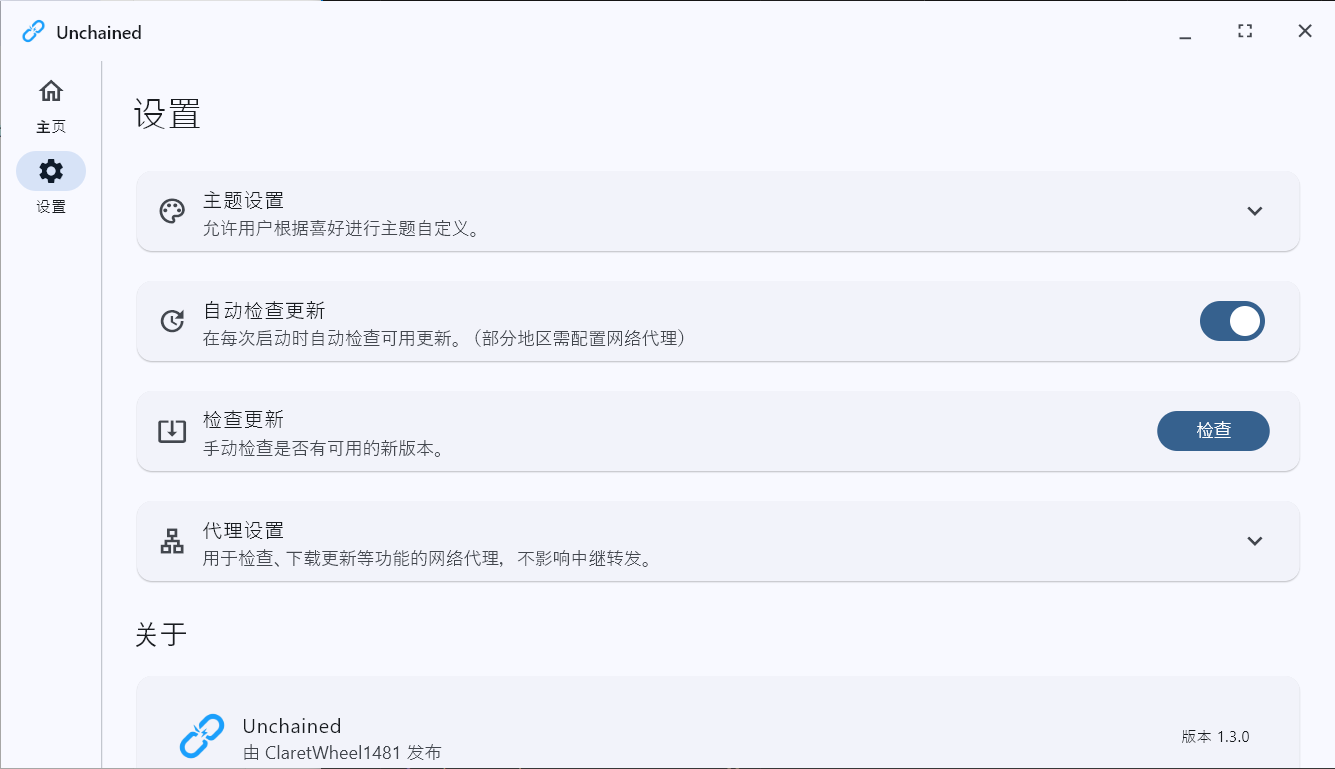 Unchained
主页
设置
设置
主题设置
允许用户根据喜好进行主题自定义。
自动检查更新
在每次启动时自动检查可用更新。（部分地区需配置网络代理）
检查更新
手动检查是否有可用的新版本。
检查
代理设置
用于检查、下载更新等功能的网络代理，不影响中继转发。
关于
Unchained
由 ClaretWheel1481 发布
版本 1.3.0